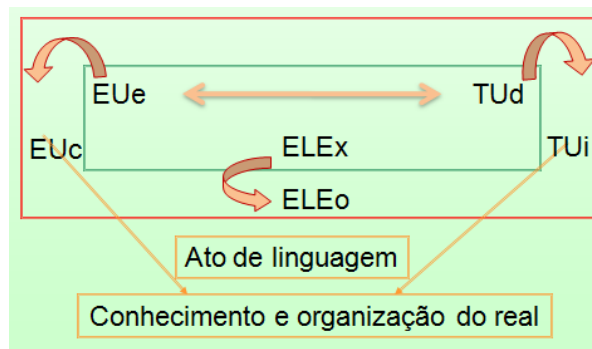 EUe TUd
EUc ELEx TUi
ELEo
Ato de linguagem
Conhecimento e organização do real